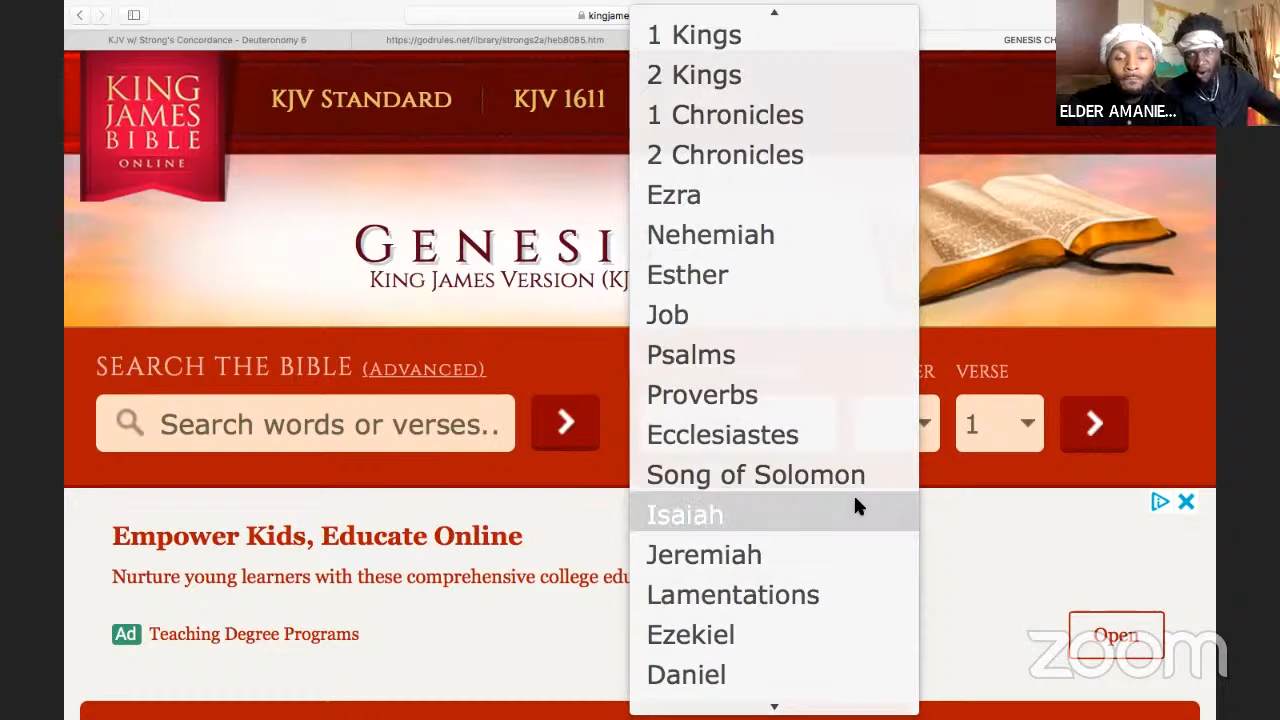 kingjame
KJV w/ Strong's Concordance - Deuteronomy 6
https://godrules.net/library/strongs2a/heb8085.htm
GENESIS CH
ELDER AMANIE...
KING
JAMES
BIBLE
ONLINE
KJV STANDARD
KJV 1611
GENESI
KING JAMES VERSION (KJ
SEARCH THE BIBLE (ADVANCED)
Search words or verses..
ER
VERSE
1
1 Kings
2 Kings
1 Chronicles
2 Chronicles
Ezra
Nehemiah
Esther
Job
Psalms
Proverbs
Ecclesiastes
Song of Solomon
Isaiah
Jeremiah
Lamentations
Ezekiel
Daniel
Empower Kids, Educate Online
Nurture young learners with these comprehensive college edu
Ad Teaching Degree Programs
Open
zoom